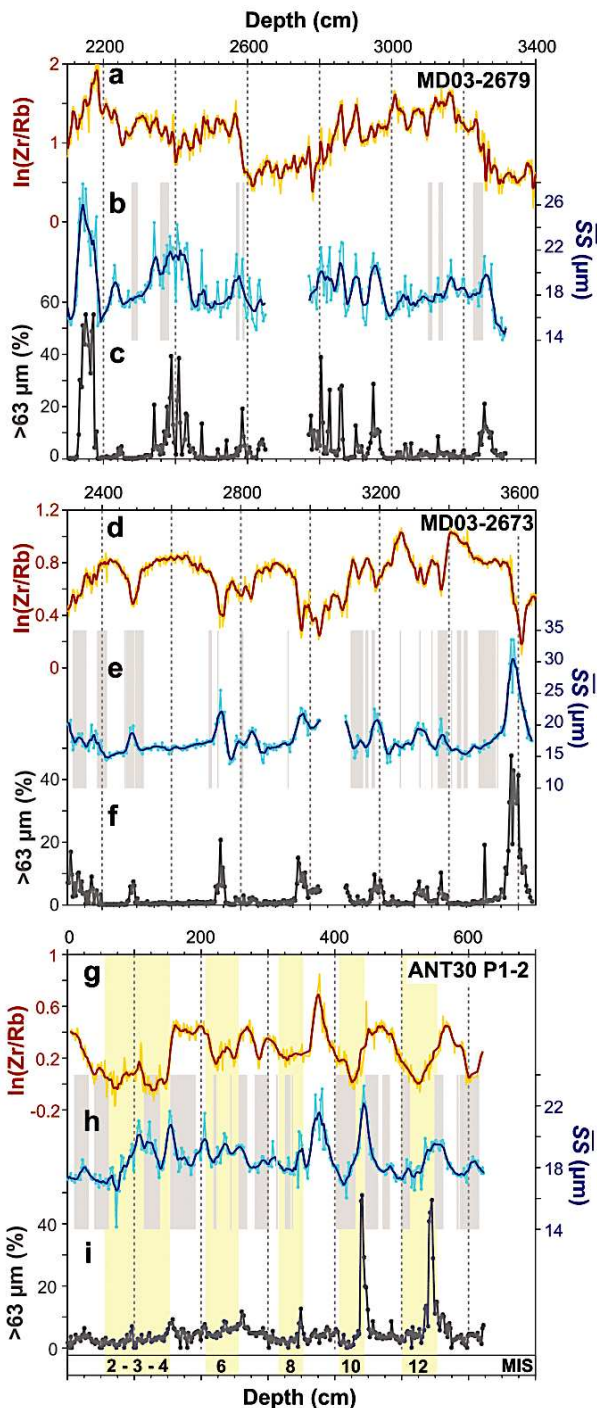 Depth (cm)
2200 2400 2600 2800 3000 3200 3400
a
MD03-2679
2
1
0
ln(Zr/Rb)
b
26
22
18
14
S̅S̅ (µm)
c
60
40
20
0
>63 µm (%)
2400 2800 3200 3600
d
MD03-2673
1.2
0.8
0.4
0
ln(Zr/Rb)
e
35
30
25
20
15
10
S̅S̅ (µm)
f
40
20
0
>63 µm (%)
0 200 400 600
g
ANT30 P1-2
1
0.6
0.2
-0.2
ln(Zr/Rb)
h
22
18
14
S̅S̅ (µm)
i
40
20
0
>63 µm (%)
2 - 3 - 4 6 8 10 12 MIS
Depth (cm)